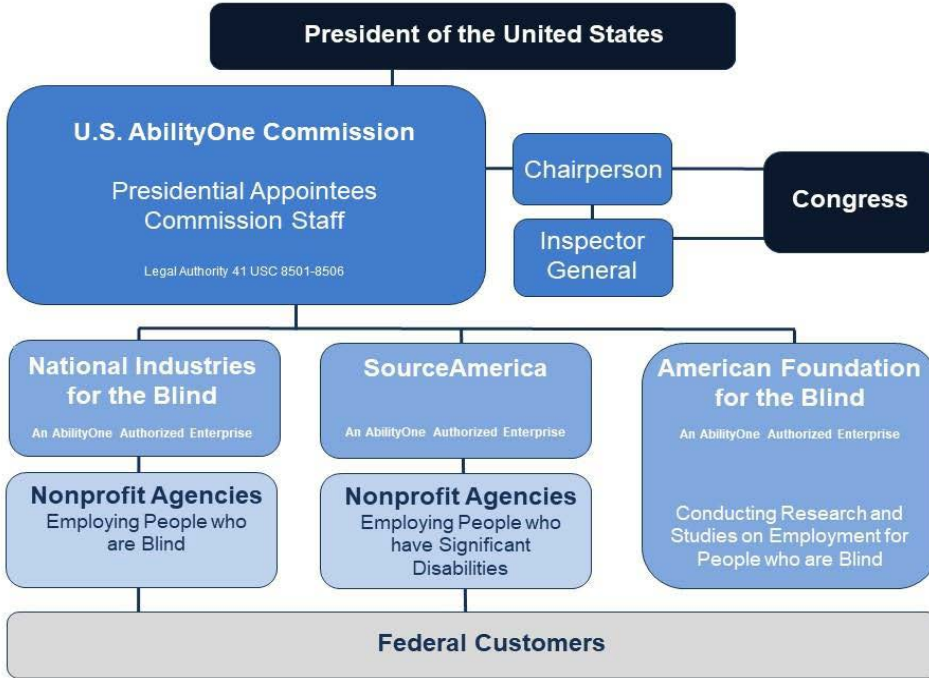 President of the United States
U.S. AbilityOne Commission
Presidential Appointees
Commission Staff
Legal Authority 41 USC 8501-8506
Chairperson
Inspector
General
Congress
National Industries
for the Blind
An AbilityOne Authorized Enterprise
SourceAmerica
An AbilityOne Authorized Enterprise
American Foundation
for the Blind
An AbilityOne Authorized Enterprise
Conducting Research and
Studies on Employment for
People who are Blind
Nonprofit Agencies
Employing People who
are Blind
Nonprofit Agencies
Employing People who
have Significant
Disabilities
Federal Customers